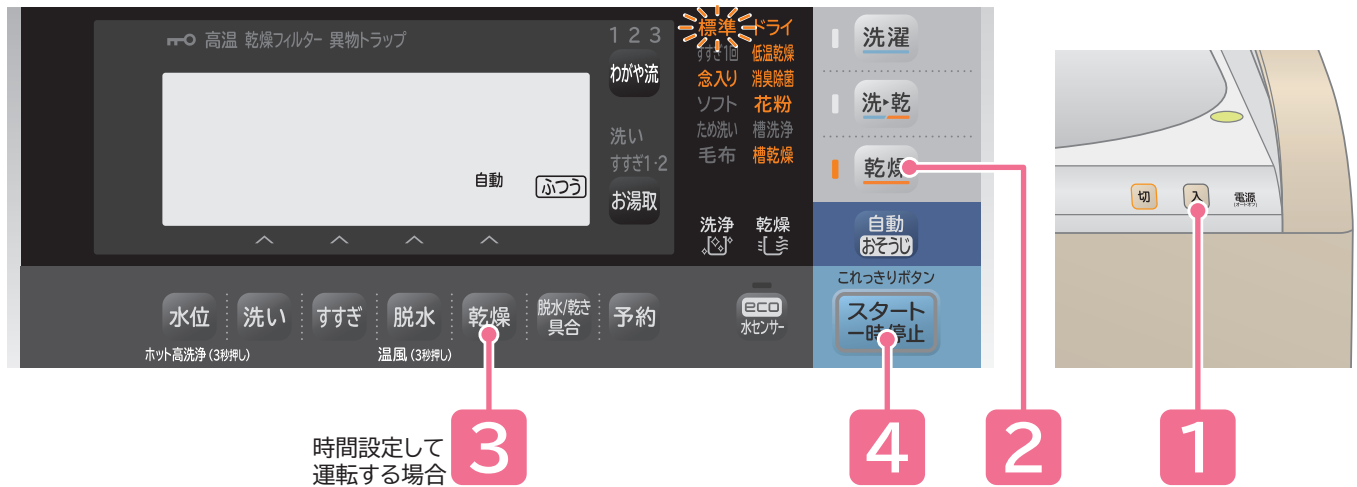 高温 乾燥フィルター 異物トラップ
1 2 3
わがや流
洗い
すすぎ1·2
お湯取
自動
ふつう
標準 ドライ
すすぎ1回 低温乾燥
念入り 消臭除菌
ソフト 花粉
ため洗い 槽洗浄
毛布 槽乾燥
洗浄 乾燥
洗濯
洗▸乾
乾燥
自動
おそうじ
これっきりボタン
スタート
一時停止
水位
洗い
すすぎ
脱水
乾燥
脱水/乾き
具合
予約
eco
水センサー
ホット高洗浄(3秒押し)
温風(3秒押し)
切
入
電源
(オートオフ)
時間設定して
運転する場合
3
4
2
1